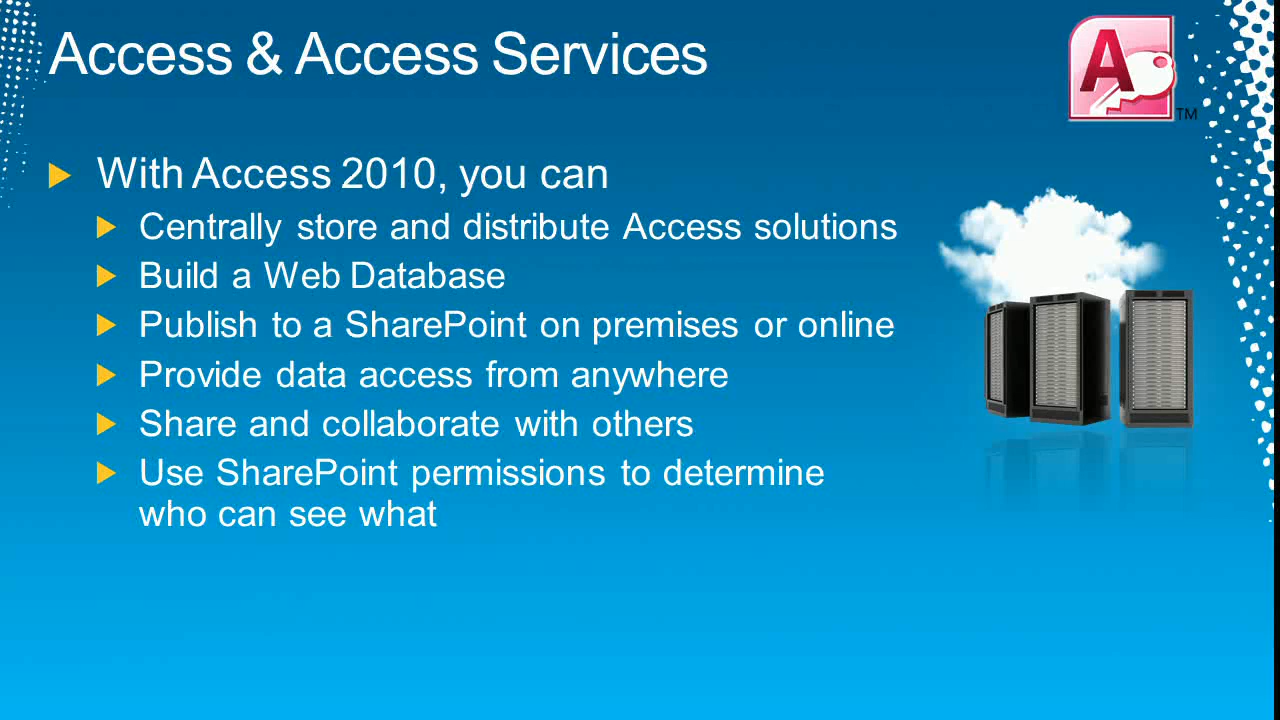 Access & Access Services
A
TM
With Access 2010, you can
Centrally store and distribute Access solutions
Build a Web Database
Publish to a SharePoint on premises or online
Provide data access from anywhere
Share and collaborate with others
Use SharePoint permissions to determine
who can see what